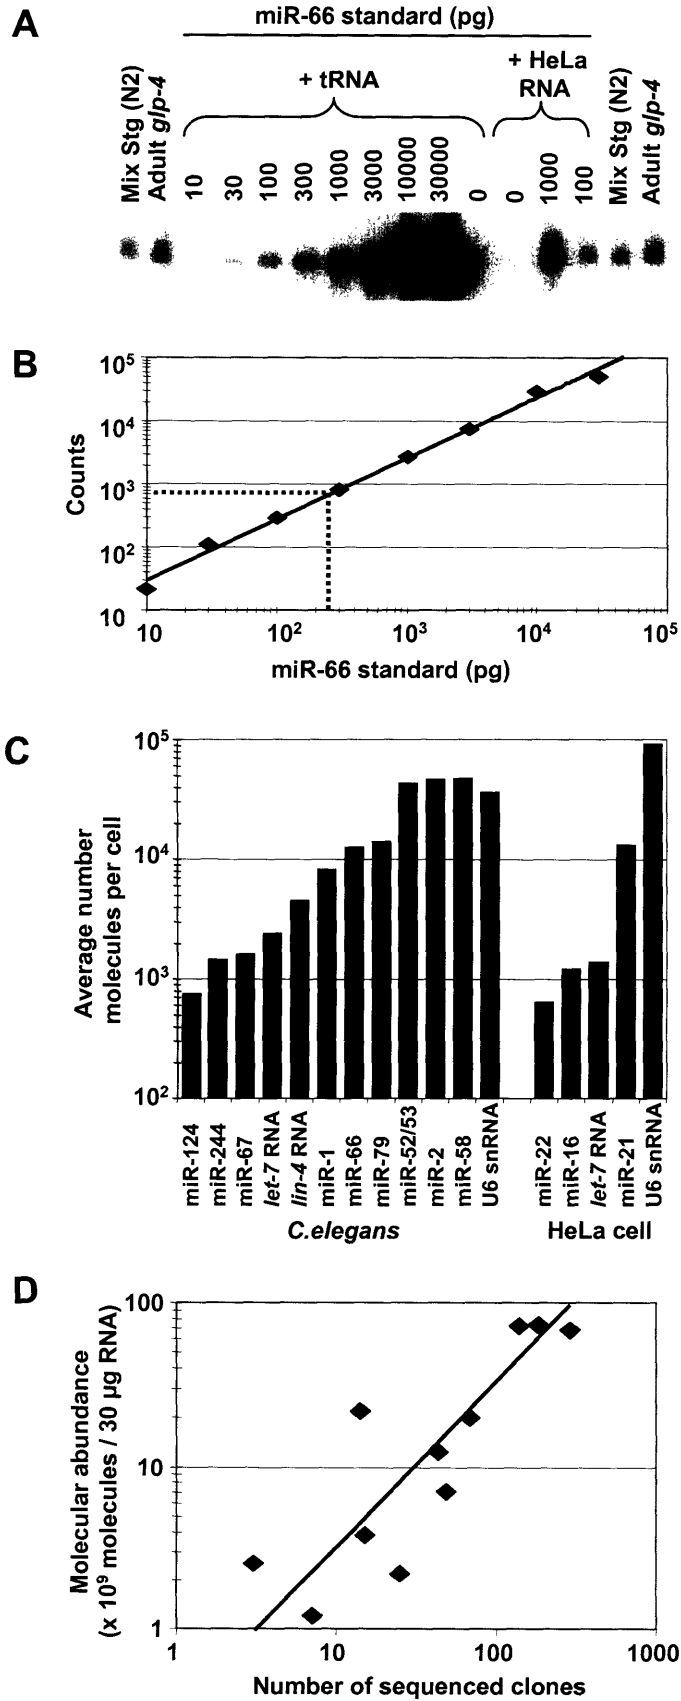 A
miR-66 standard (pg)
+ tRNA
+ HeLa
RNA
Mix Stg (N2)
Adult glp-4
10
30
100
300
1000
3000
10000
30000
0
0
1000
100
Mix Stg (N2)
Adult glp-4
B
10⁵
10⁴
10³
10²
10
Counts
10
10²
10³
10⁴
10⁵
miR-66 standard (pg)
C
10⁵
10⁴
10³
10²
Average number
molecules per cell
miR-124
miR-244
miR-67
let-7 RNA
lin-4 RNA
miR-1
miR-66
miR-79
miR-52/53
miR-2
miR-58
U6 snRNA
miR-22
miR-16
let-7 RNA
miR-21
U6 snRNA
C.elegans
HeLa cell
D
100
10
1
Molecular abundance
(x 10⁹ molecules / 30 µg RNA)
1
10
100
1000
Number of sequenced clones